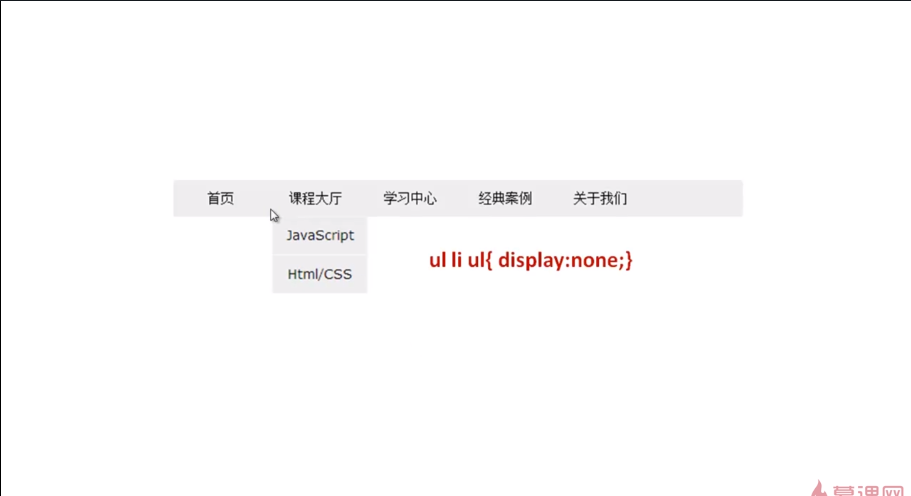 首页 课程大厅 学习中心 经典案例 关于我们
JavaScript
ul li ul{ display:none;}
Html/CSS
慕课网